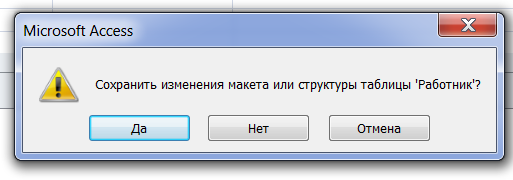 Microsoft Access
Сохранить изменения макета или структуры таблицы 'Работник'?
Да
Нет
Отмена